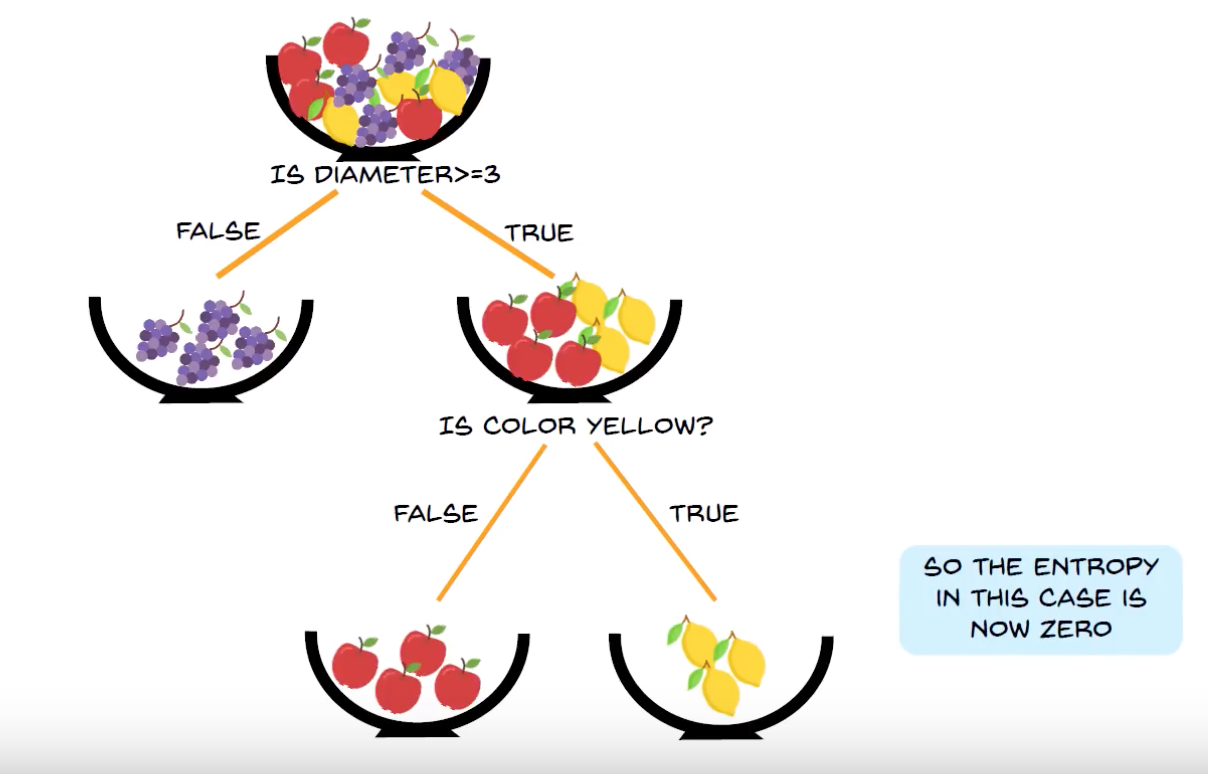 IS DIAMETER>=3
FALSE
TRUE
IS COLOR YELLOW?
FALSE
TRUE
SO THE ENTROPY
IN THIS CASE IS
NOW ZERO